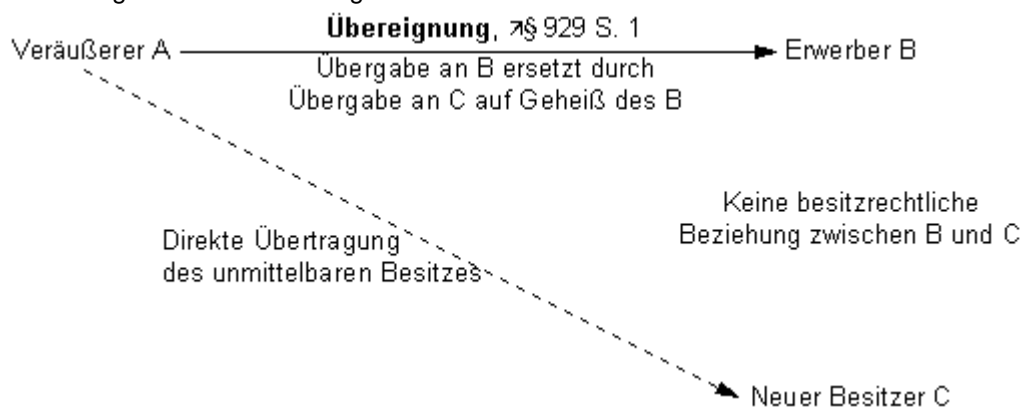 Übereignung, ↗§ 929 S. 1
Veräußerer A
Erwerber B
Übergabe an B ersetzt durch
Übergabe an C auf Geheiß des B
Keine besitzrechtliche
Beziehung zwischen B und C
Direkte Übertragung
des unmittelbaren Besitzes
Neuer Besitzer C